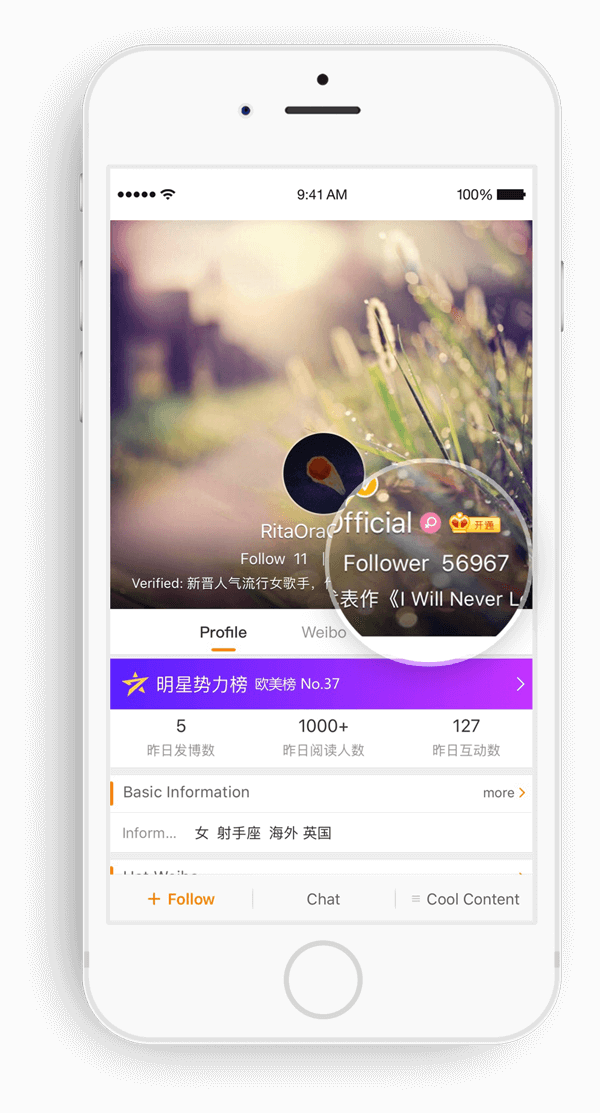 9:41 AM 100%
RitaOra
Official 开通
Follow 11 |
Follower 56967
Verified: 新晋人气流行女歌手，
表作《I Will Never L
Profile Weibo
明星势力榜 欧美榜 No.37
5 1000+ 127
昨日发博数 昨日阅读人数 昨日互动数
Basic Information more
Inform... 女 射手座 海外 英国
Hot Weibo
+ Follow Chat Cool Content